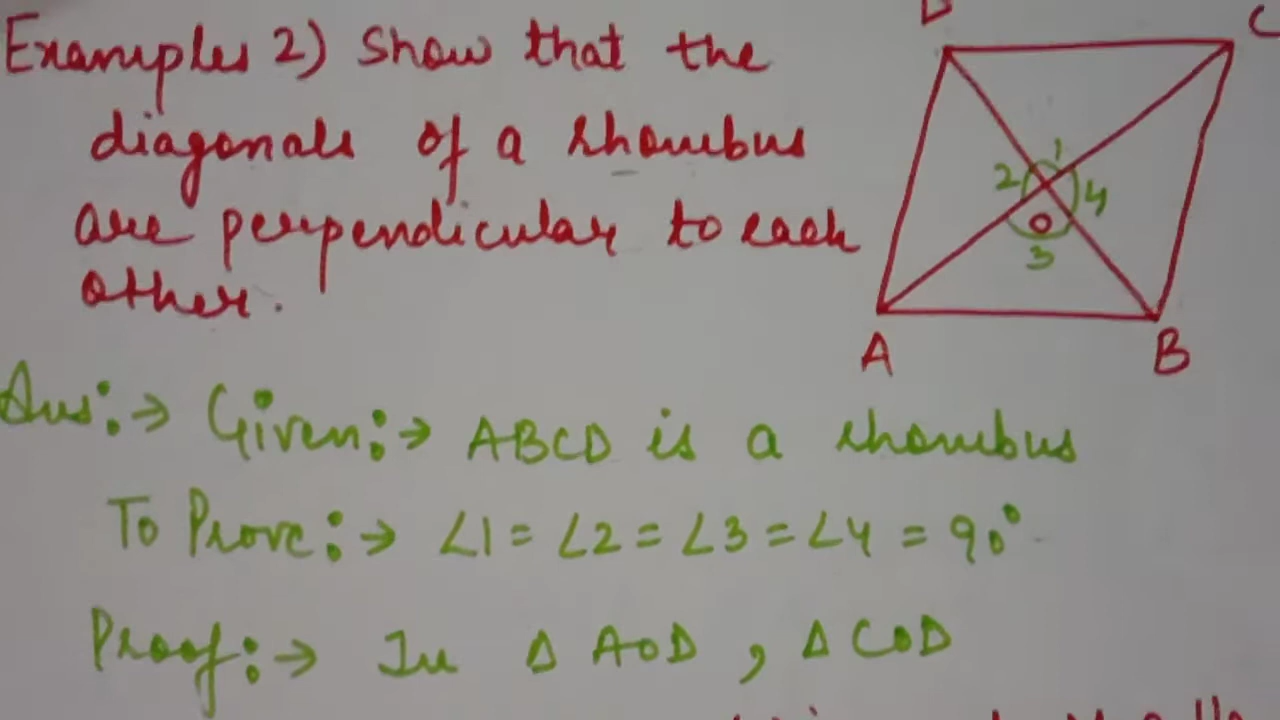 Examples 2) Show that the
diagonals of a rhombus
are perpendicular to each
other.
D C
1
2 4
O
3
A B
Ans:→ Given:→ ABCD is a rhombus
To Prove:→ ∠1 = ∠2 = ∠3 = ∠4 = 90°
Proof:→ In Δ AOD , Δ COD